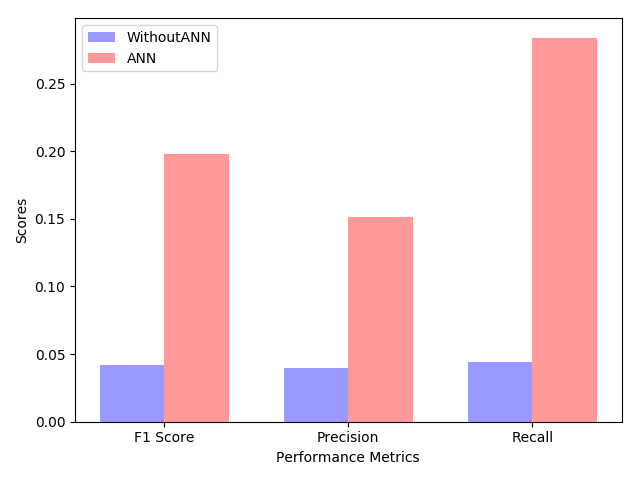 WithoutANN
ANN
Scores
0.25
0.20
0.15
0.10
0.05
0.00
F1 Score
Precision
Recall
Performance Metrics